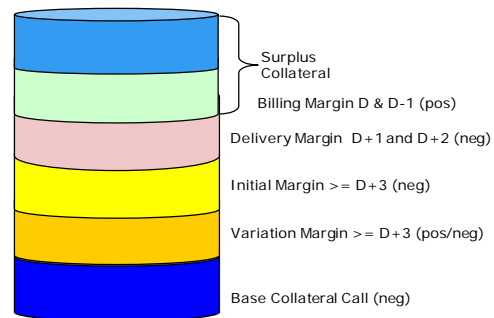 Surplus
Collateral
Billing Margin D & D-1 (pos)
Delivery Margin D+1 and D+2 (neg)
Initial Margin >= D+3 (neg)
Variation Margin >= D+3 (pos/neg)
Base Collateral Call (neg)